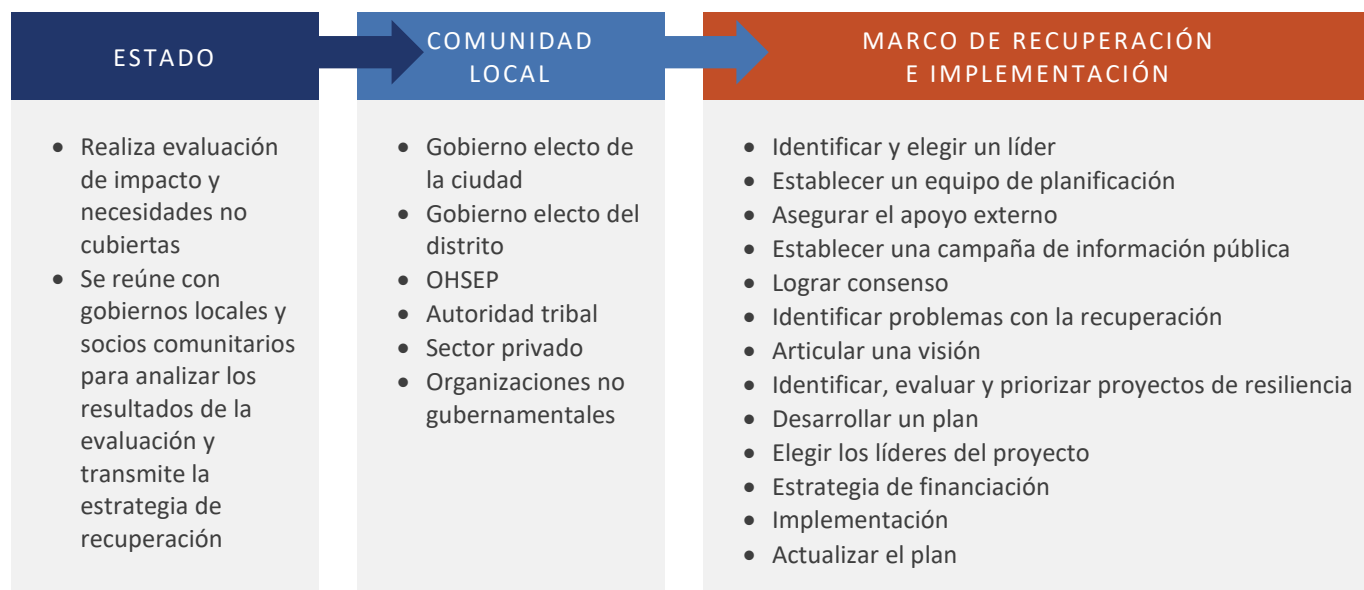 ESTADO
• Realiza evaluación
de impacto y
necesidades no
cubiertas
• Se reúne con
gobiernos locales y
socios comunitarios
para analizar los
resultados de la
evaluación y
transmite la
estrategia de
recuperación
COMUNIDAD
LOCAL
• Gobierno electo de
la ciudad
• Gobierno electo del
distrito
• OHSEP
• Autoridad tribal
• Sector privado
• Organizaciones no
gubernamentales
MARCO DE RECUPERACIÓN
E IMPLEMENTACIÓN
• Identificar y elegir un líder
• Establecer un equipo de planificación
• Asegurar el apoyo externo
• Establecer una campaña de información pública
• Lograr consenso
• Identificar problemas con la recuperación
• Articular una visión
• Identificar, evaluar y priorizar proyectos de resiliencia
• Desarrollar un plan
• Elegir los líderes del proyecto
• Estrategia de financiación
• Implementación
• Actualizar el plan